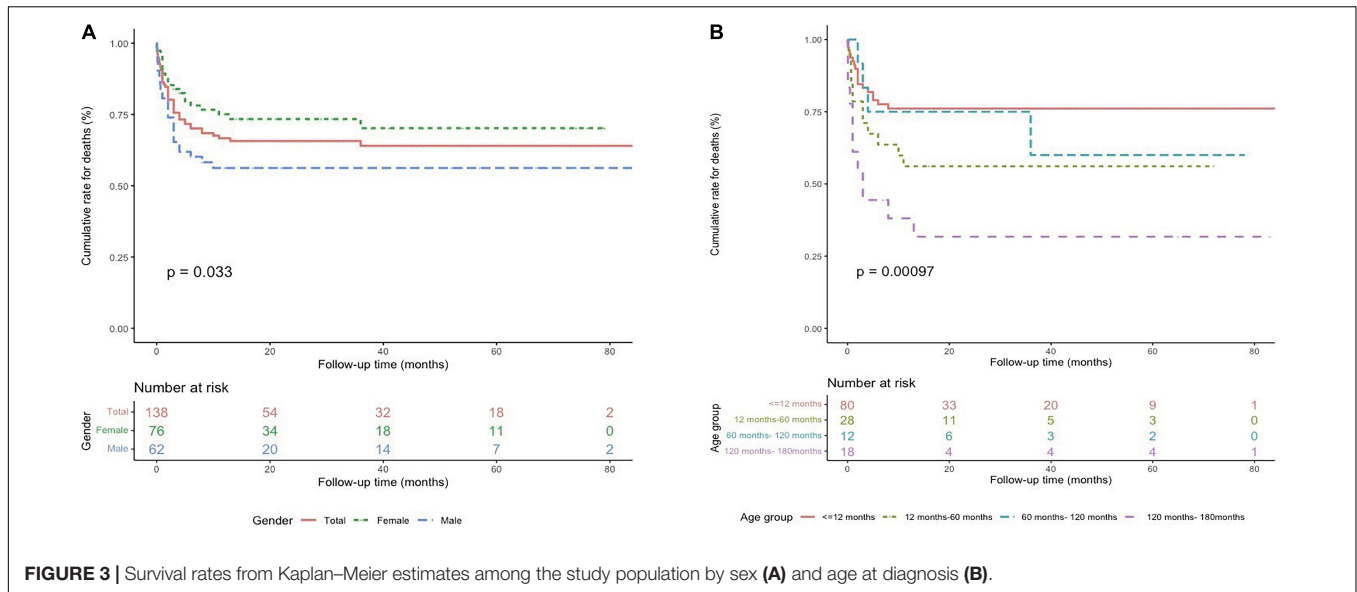 A
1.00
0.75
0.50
0.25
0.00
Cumulative rate for deaths (%)
p = 0.033
0 20 40 60 80
Follow-up time (months)
Number at risk
Gender
Total 138 54 32 18 2
Female 76 34 18 11 0
Male 62 20 14 7 2
0 20 40 60 80
Follow-up time (months)
Gender Total Female Male
B
1.00
0.75
0.50
0.25
0.00
Cumulative rate for deaths (%)
p = 0.00097
0 20 40 60 80
Follow-up time (months)
Number at risk
Age group
<=12 months 80 33 20 9 1
12 months-60 months 28 11 5 3 0
60 months- 120 months 12 6 3 2 0
120 months- 180months 18 4 4 4 1
0 20 40 60 80
Follow-up time (months)
Age group <=12 months 12 months-60 months 60 months- 120 months 120 months- 180months
FIGURE 3 | Survival rates from Kaplan–Meier estimates among the study population by sex (A) and age at diagnosis (B).